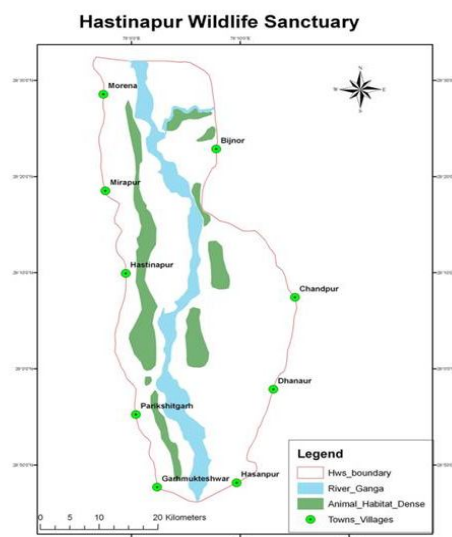 Hastinapur Wildlife Sanctuary
N
W
E
S
Morena
Bijnor
Mirapur
Hastinapur
Chandpur
Dhanaur
Parikshitgarh
Garhmukteshwar
Hasanpur
Legend
Hws_boundary
River_Ganga
Animal_Habitat_Dense
Towns_Villages
0 5 10 20 Kilometers